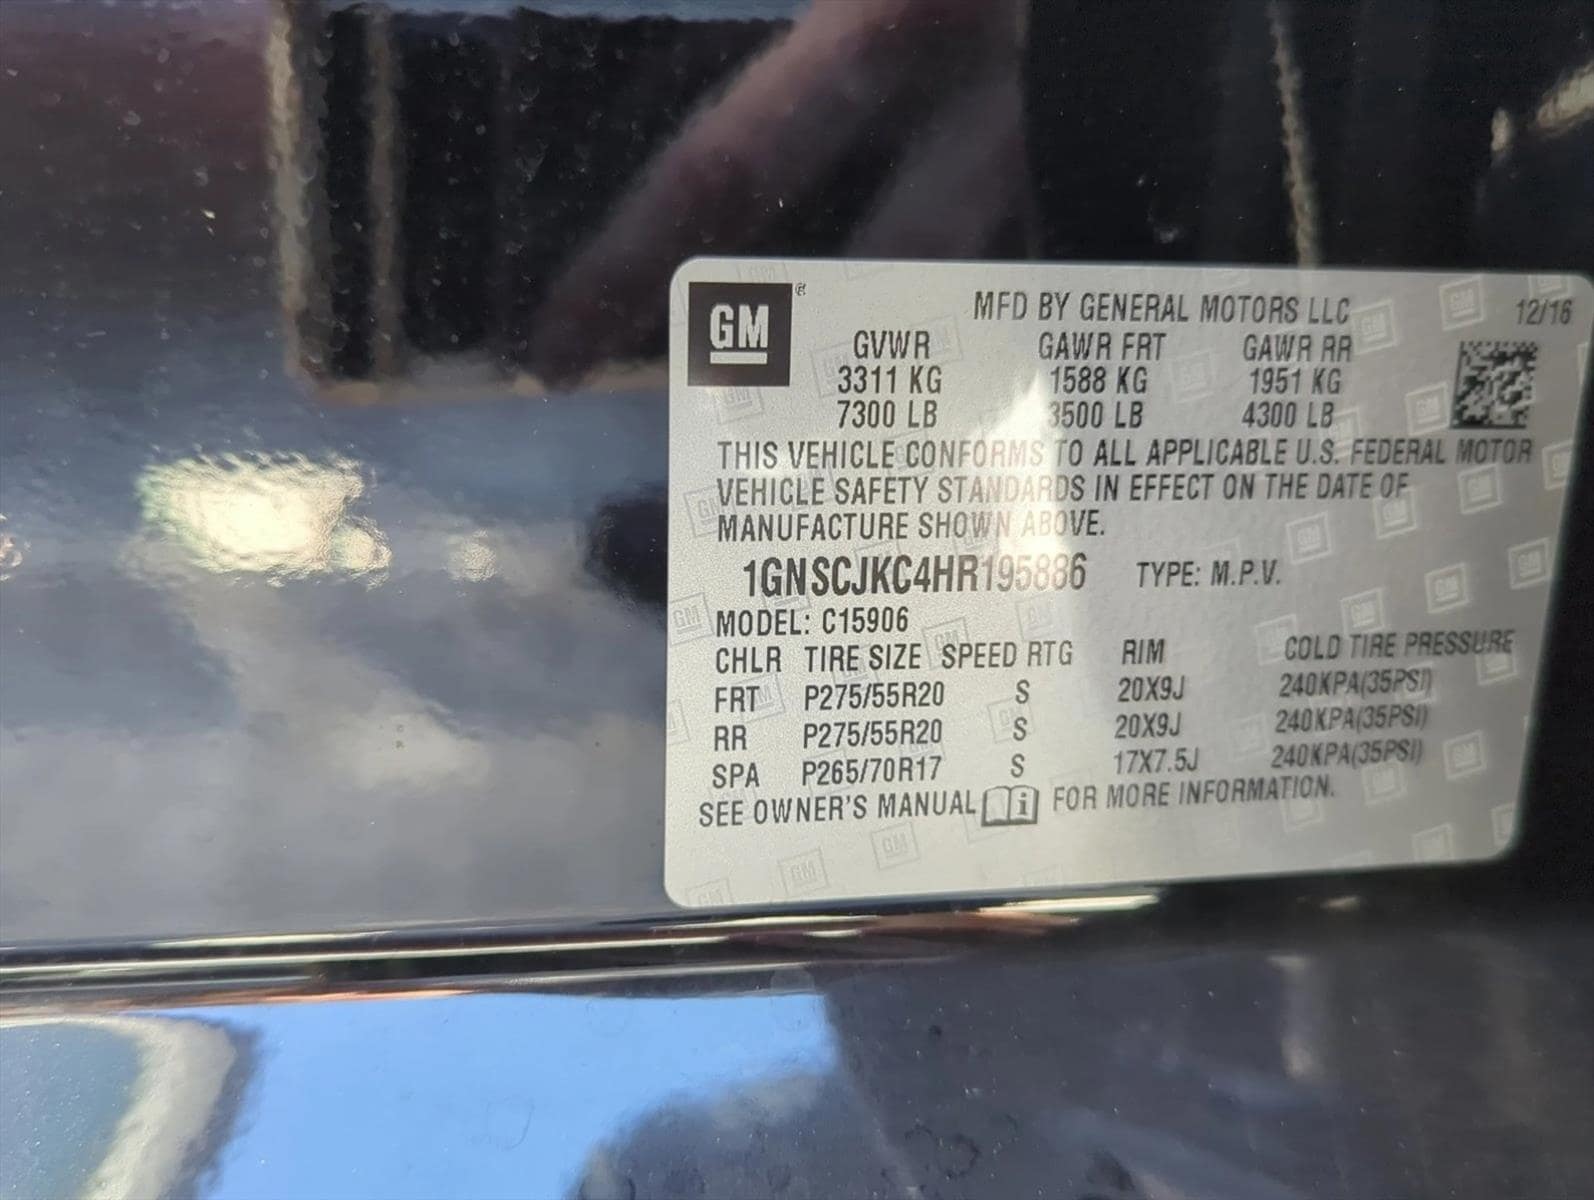 GM
MFD BY GENERAL MOTORS LLC 12/16
GVWR GAWR FRT GAWR RR
3311 KG 1588 KG 1951 KG
7300 LB 3500 LB 4300 LB
THIS VEHICLE CONFORMS TO ALL APPLICABLE U.S. FEDERAL MOTOR
VEHICLE SAFETY STANDARDS IN EFFECT ON THE DATE OF
MANUFACTURE SHOWN ABOVE.
1GNSCJKC4HR195886 TYPE: M.P.V.
MODEL: C15906
CHLR TIRE SIZE SPEED RTG RIM COLD TIRE PRESSURE
FRT P275/55R20 S 20X9J 240KPA(35PSI)
RR P275/55R20 S 20X9J 240KPA(35PSI)
SPA P265/70R17 S 17X7.5J 240KPA(35PSI)
SEE OWNER'S MANUAL i FOR MORE INFORMATION.